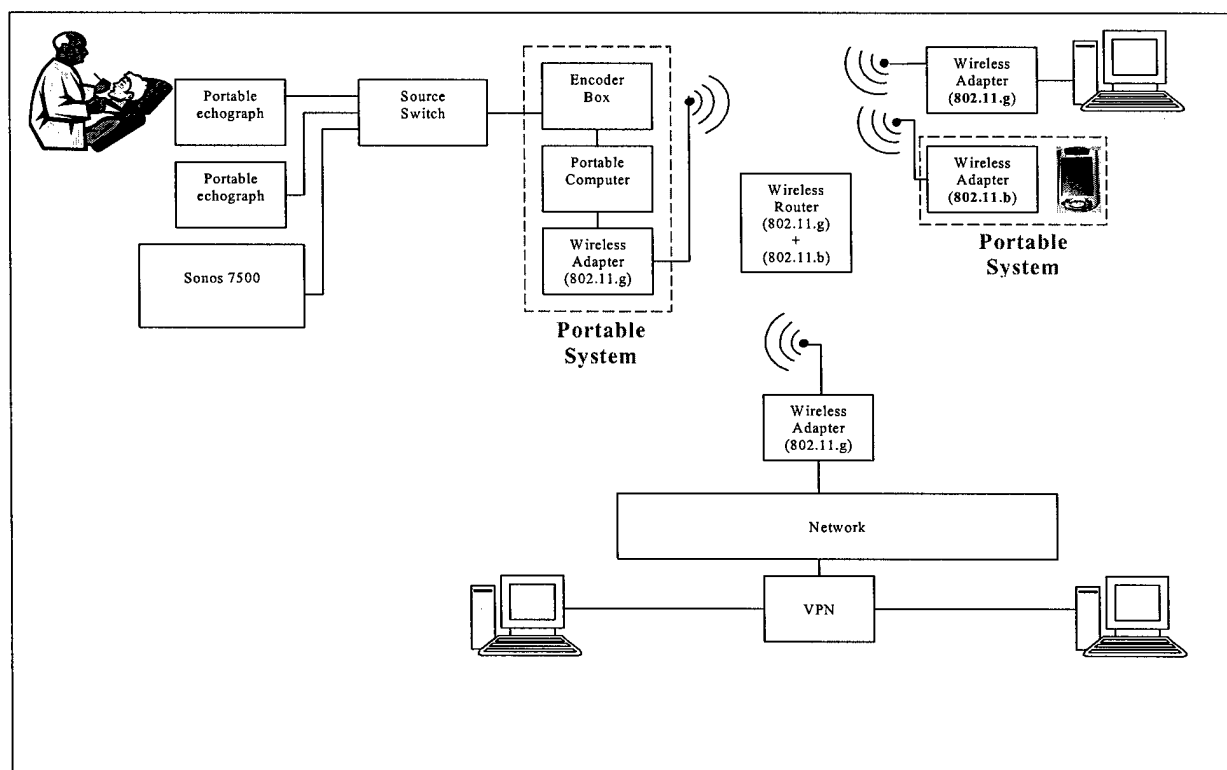 Portable
echograph
Portable
echograph
Sonos 7500
Source
Switch
Encoder
Box
Portable
Computer
Wireless
Adapter
(802.11.g)
Portable
System
Wireless
Router
(802.11.g)
+
(802.11.b)
Wireless
Adapter
(802.11.g)
Wireless
Adapter
(802.11.b)
Portable
System
Wireless
Adapter
(802.11.g)
Network
VPN